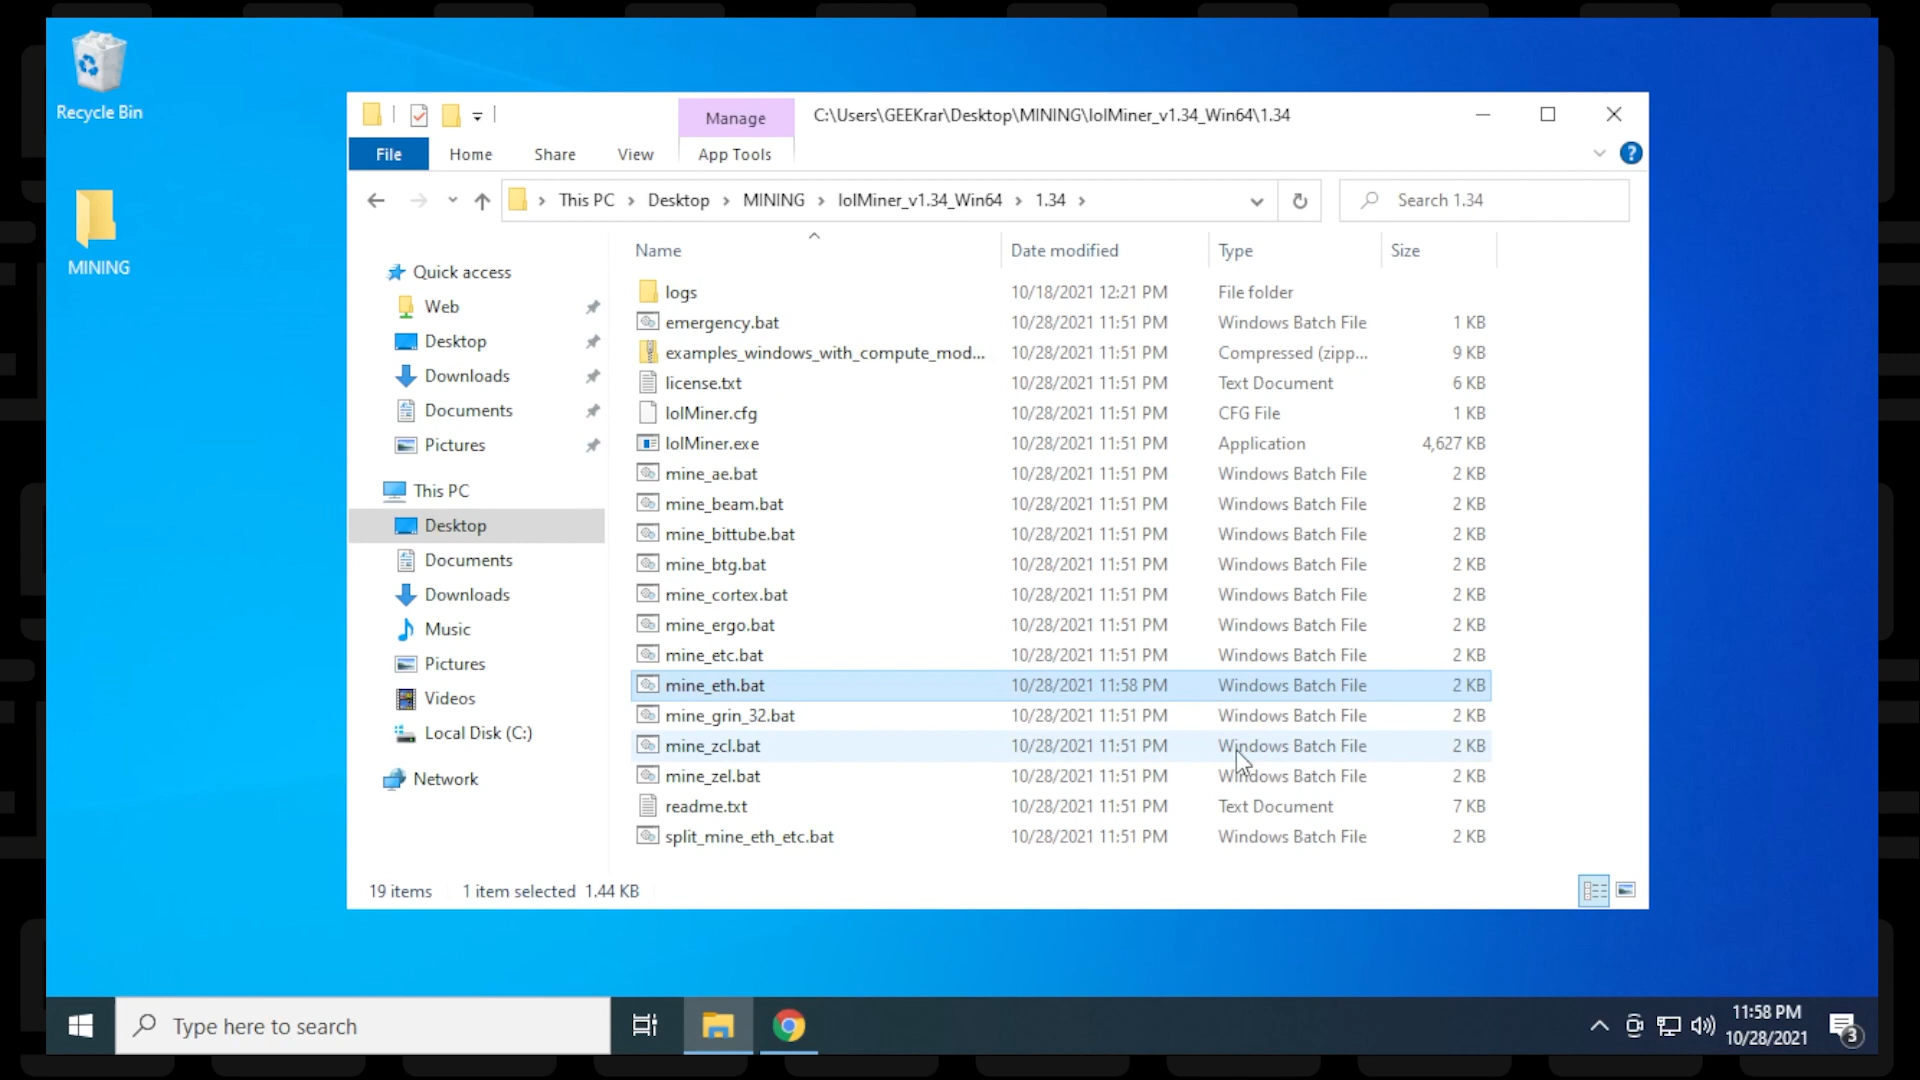 Recycle Bin
MINING
Manage
C:\Users\GEEKrar\Desktop\MINING\lolMiner_v1.34_Win64\1.34
File
Home
Share
View
App Tools
This PC
Desktop
MINING
lolMiner_v1.34_Win64
1.34
Search 1.34
Name
Date modified
Type
Size
Quick access
Web
Desktop
Downloads
Documents
Pictures
This PC
Desktop
Documents
Downloads
Music
Pictures
Videos
Local Disk (C:)
Network
logs 10/18/2021 12:21 PM File folder
emergency.bat 10/28/2021 11:51 PM Windows Batch File 1 KB
examples_windows_with_compute_mod... 10/28/2021 11:51 PM Compressed (zipp... 9 KB
license.txt 10/28/2021 11:51 PM Text Document 6 KB
lolMiner.cfg 10/28/2021 11:51 PM CFG File 1 KB
lolMiner.exe 10/28/2021 11:51 PM Application 4,627 KB
mine_ae.bat 10/28/2021 11:51 PM Windows Batch File 2 KB
mine_beam.bat 10/28/2021 11:51 PM Windows Batch File 2 KB
mine_bittube.bat 10/28/2021 11:51 PM Windows Batch File 2 KB
mine_btg.bat 10/28/2021 11:51 PM Windows Batch File 2 KB
mine_cortex.bat 10/28/2021 11:51 PM Windows Batch File 2 KB
mine_ergo.bat 10/28/2021 11:51 PM Windows Batch File 2 KB
mine_etc.bat 10/28/2021 11:51 PM Windows Batch File 2 KB
mine_eth.bat 10/28/2021 11:58 PM Windows Batch File 2 KB
mine_grin_32.bat 10/28/2021 11:51 PM Windows Batch File 2 KB
mine_zcl.bat 10/28/2021 11:51 PM Windows Batch File 2 KB
mine_zel.bat 10/28/2021 11:51 PM Windows Batch File 2 KB
readme.txt 10/28/2021 11:51 PM Text Document 7 KB
split_mine_eth_etc.bat 10/28/2021 11:51 PM Windows Batch File 2 KB
19 items 1 item selected 1.44 KB
Type here to search
11:58 PM
10/28/2021
3